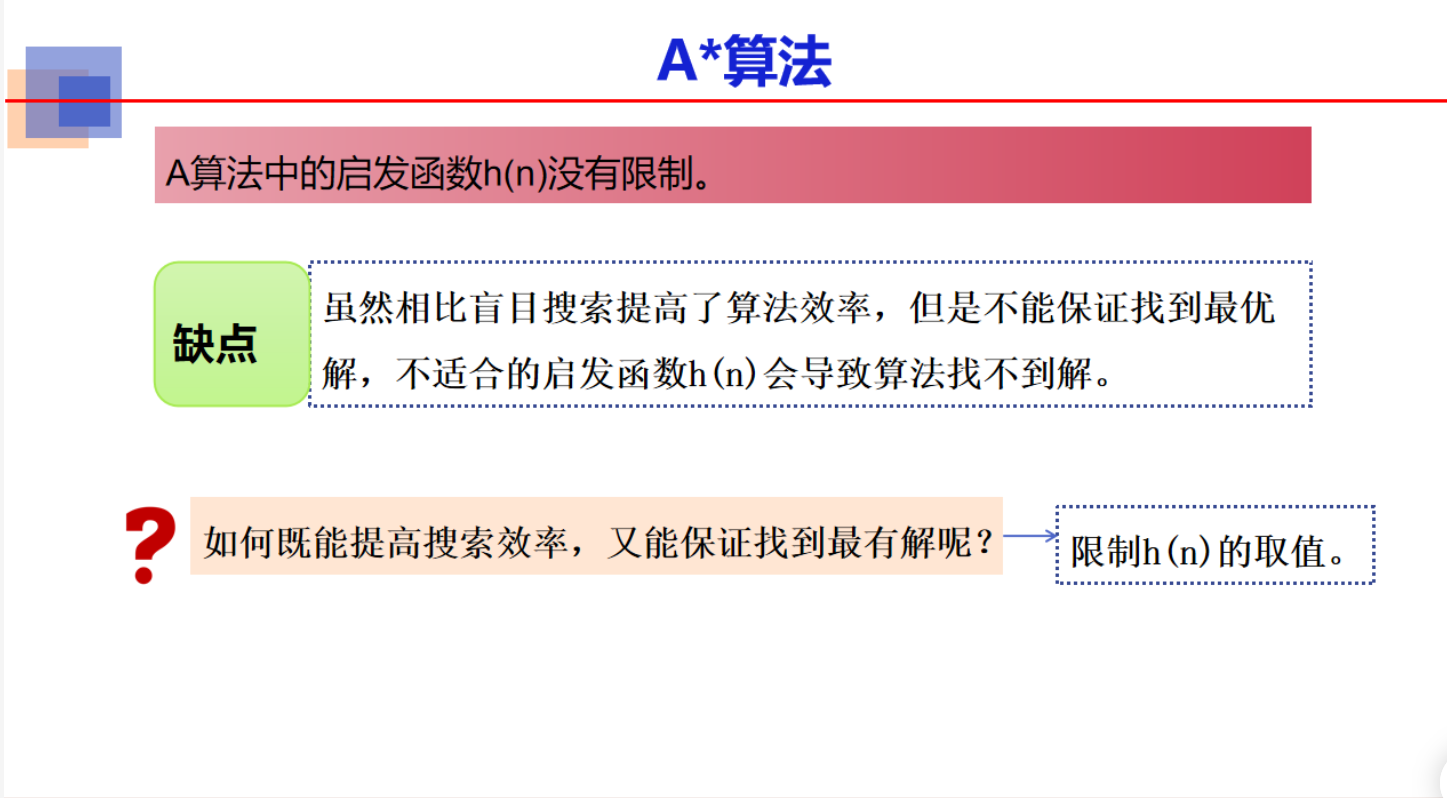 A*算法
A算法中的启发函数h(n)没有限制。
缺点
虽然相比盲目搜索提高了算法效率，但是不能保证找到最优
解，不适合的启发函数h(n)会导致算法找不到解。
?
如何既能提高搜索效率，又能保证找到最有解呢？
限制h(n)的取值。